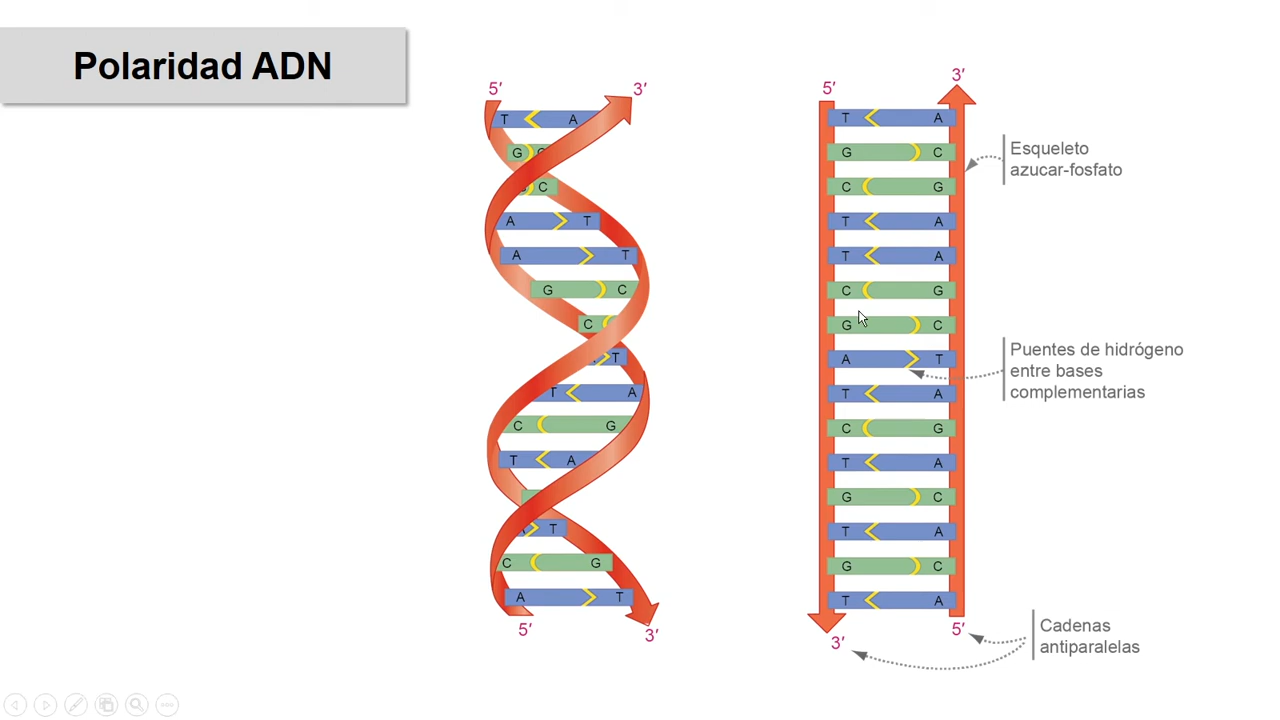 Polaridad ADN
5′ 3′
T A
G C
G C
A T
A T
G C
C
T
T A
C G
T A
A T
C G
A T
5′ 3′
5′ 3′
T A
G C
C G
T A
T A
C G
G C
A T
T A
C G
T A
G C
T A
G C
T A
3′ 5′
Esqueleto
azucar-fosfato
Puentes de hidrógeno
entre bases
complementarias
Cadenas
antiparalelas